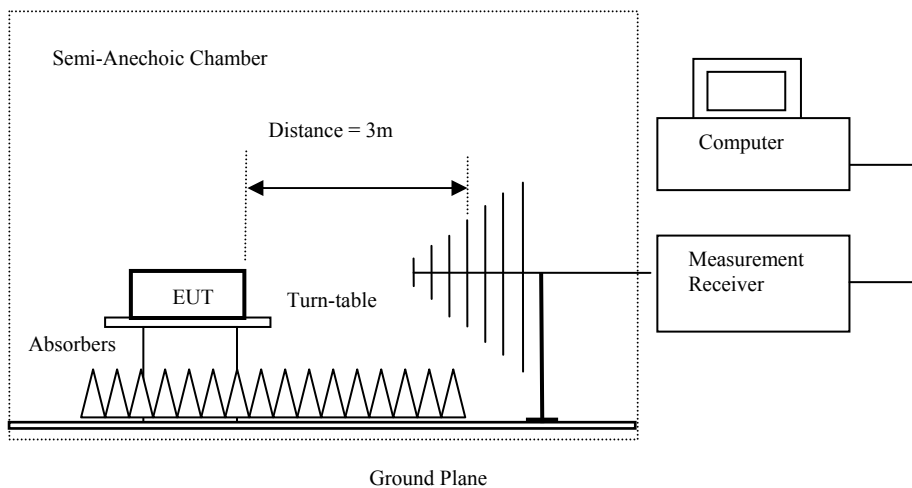 Semi-Anechoic Chamber
Distance = 3m
Computer
Measurement
Receiver
EUT
Turn-table
Absorbers
Ground Plane